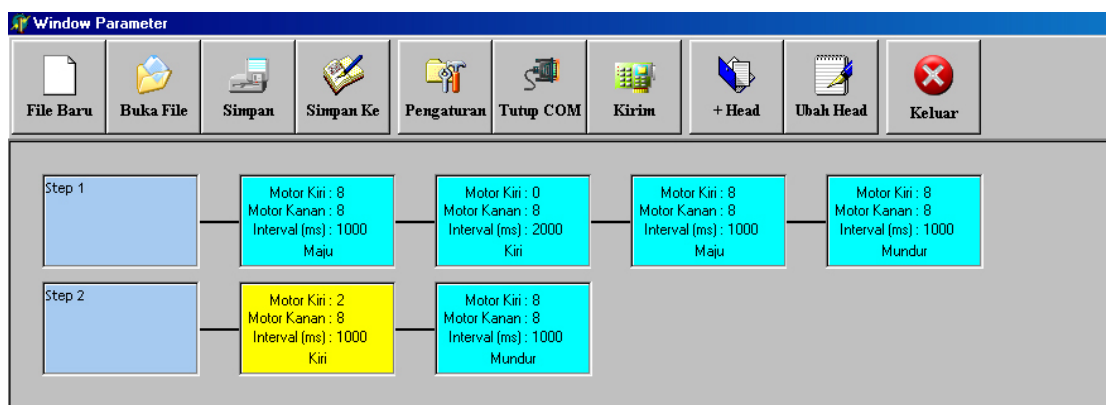 Window Parameter
File Baru
Buka File
Simpan
Simpan Ke
Pengaturan
Tutup COM
Kirim
+ Head
Ubah Head
Keluar
Step 1
Motor Kiri : 8
Motor Kanan : 8
Interval (ms) : 1000
Maju
Motor Kiri : 0
Motor Kanan : 8
Interval (ms) : 2000
Kiri
Motor Kiri : 8
Motor Kanan : 8
Interval (ms) : 1000
Maju
Motor Kiri : 8
Motor Kanan : 8
Interval (ms) : 1000
Mundur
Step 2
Motor Kiri : 2
Motor Kanan : 8
Interval (ms) : 1000
Kiri
Motor Kiri : 8
Motor Kanan : 8
Interval (ms) : 1000
Mundur